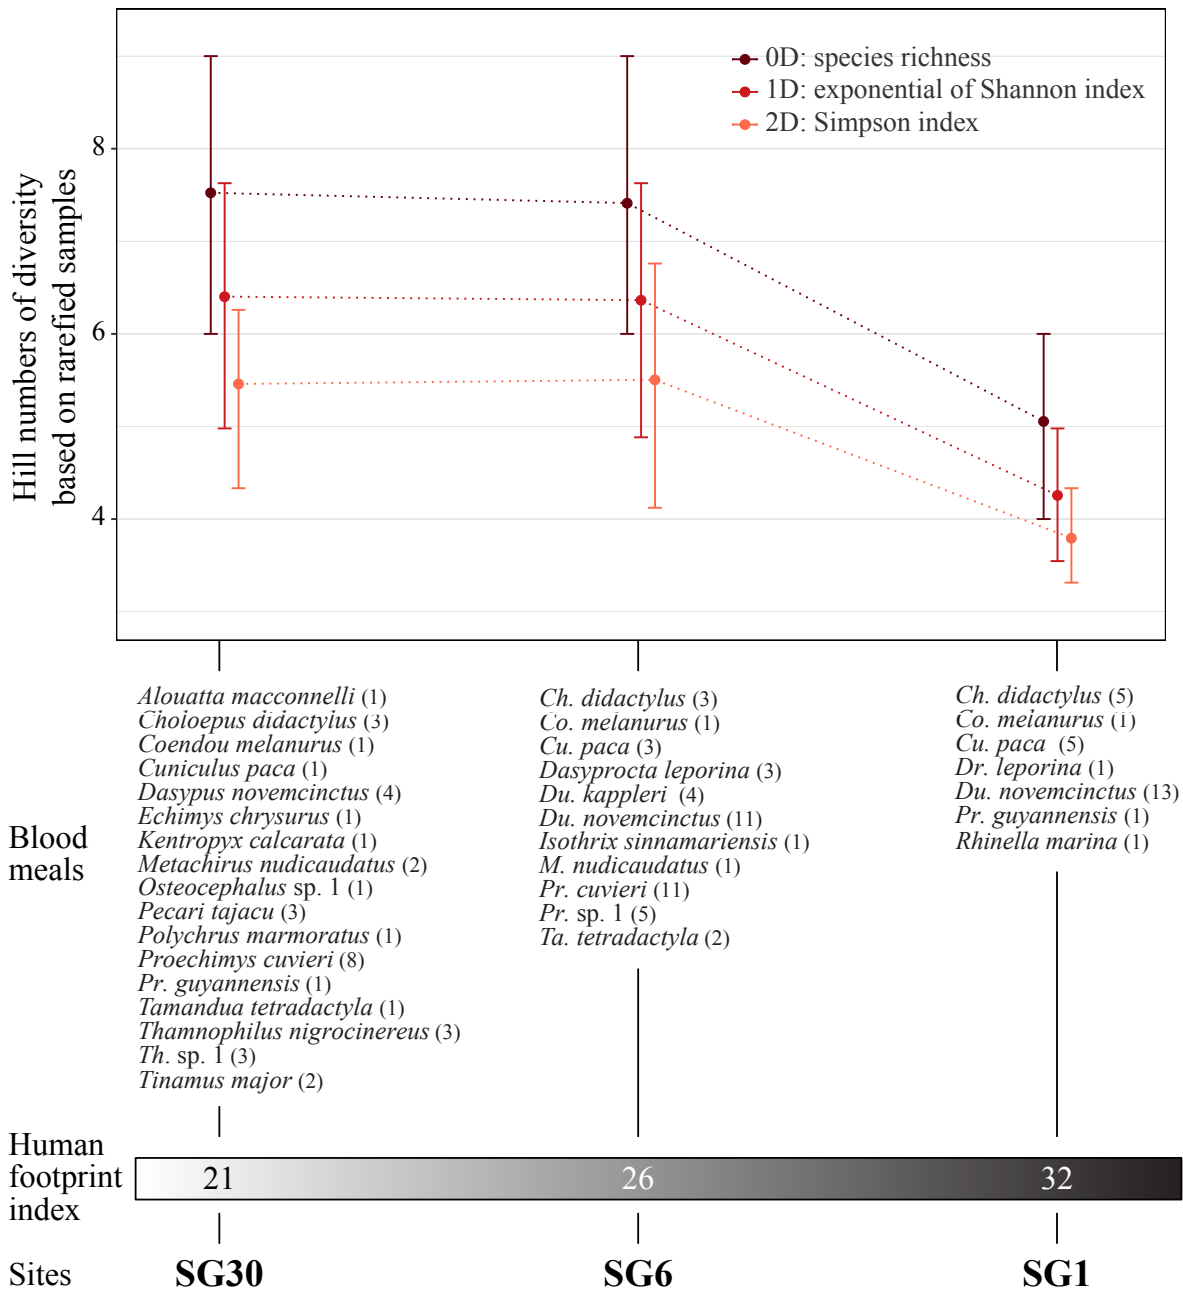 0D: species richness
1D: exponential of Shannon index
2D: Simpson index
Hill numbers of diversity
based on rarefied samples
8
6
4
Blood
meals
Alouatta macconnelli (1)
Choloepus didactylus (3)
Coendou melanurus (1)
Cuniculus paca (1)
Dasypus novemcinctus (4)
Echimys chrysurus (1)
Kentropyx calcarata (1)
Metachirus nudicaudatus (2)
Osteocephalus sp. 1 (1)
Pecari tajacu (3)
Polychrus marmoratus (1)
Proechimys cuvieri (8)
Pr. guyannensis (1)
Tamandua tetradactyla (1)
Thamnophilus nigrocinereus (3)
Th. sp. 1 (3)
Tinamus major (2)
Ch. didactylus (3)
Co. melanurus (1)
Cu. paca (3)
Dasyprocta leporina (3)
Du. kappleri (4)
Du. novemcinctus (11)
Isothrix sinnamariensis (1)
M. nudicaudatus (1)
Pr. cuvieri (11)
Pr. sp. 1 (5)
Ta. tetradactyla (2)
Ch. didactylus (5)
Co. melanurus (1)
Cu. paca (5)
Dr. leporina (1)
Du. novemcinctus (13)
Pr. guyannensis (1)
Rhinella marina (1)
Human
footprint
index
21 26 32
Sites SG30 SG6 SG1